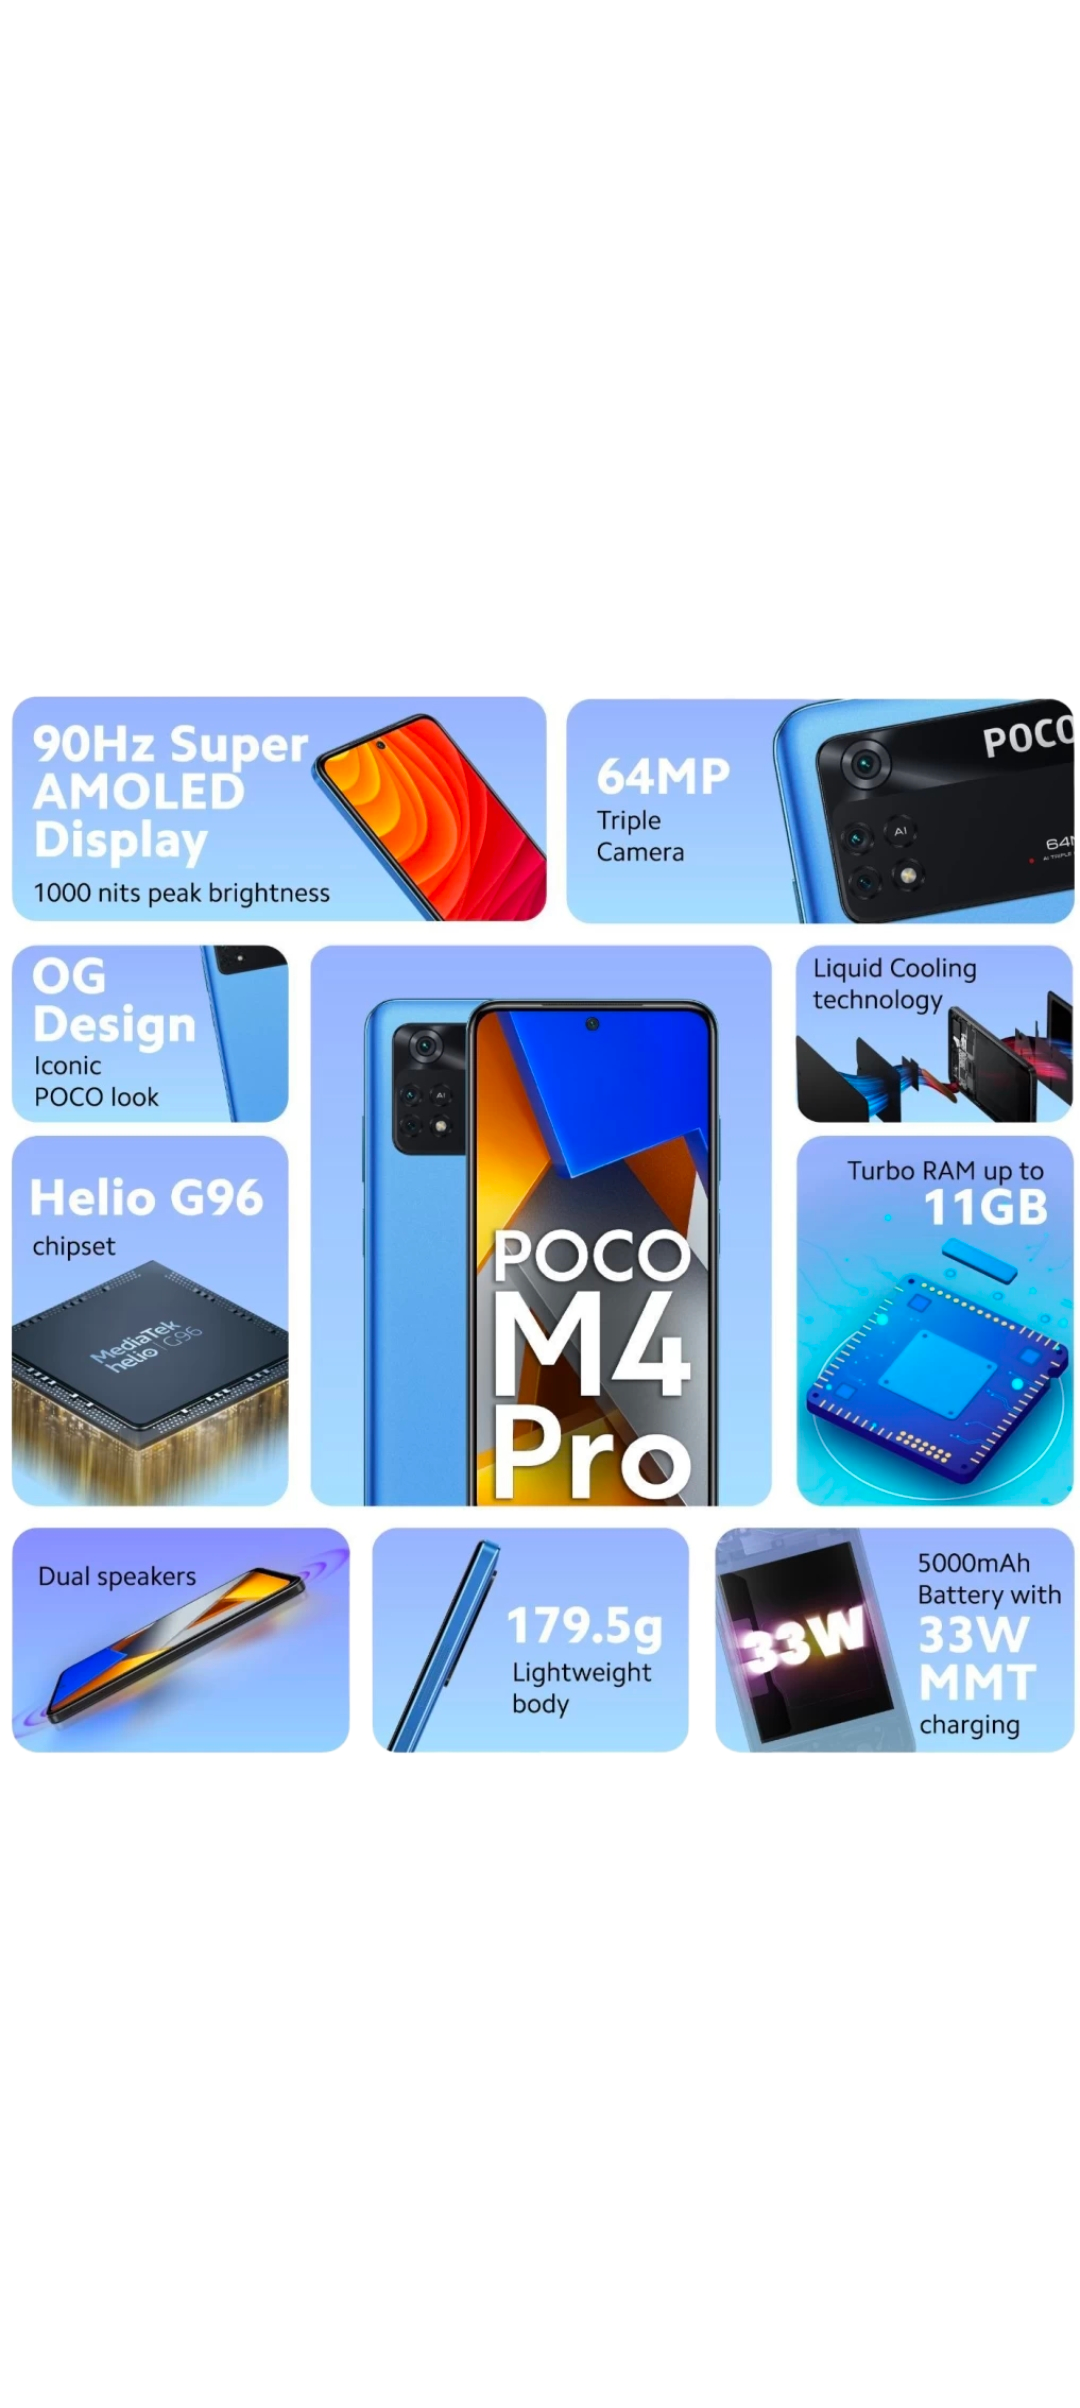 90Hz Super
AMOLED
Display
1000 nits peak brightness
64MP
Triple
Camera
POCO
AI
OG
Design
Iconic
POCO look
AI
Liquid Cooling
technology
Helio G96
chipset
MediaTek
helio G96
POCO
M4
Pro
Turbo RAM up to
11GB
Dual speakers
179.5g
Lightweight
body
33W
5000mAh
Battery with
33W
MMT
charging